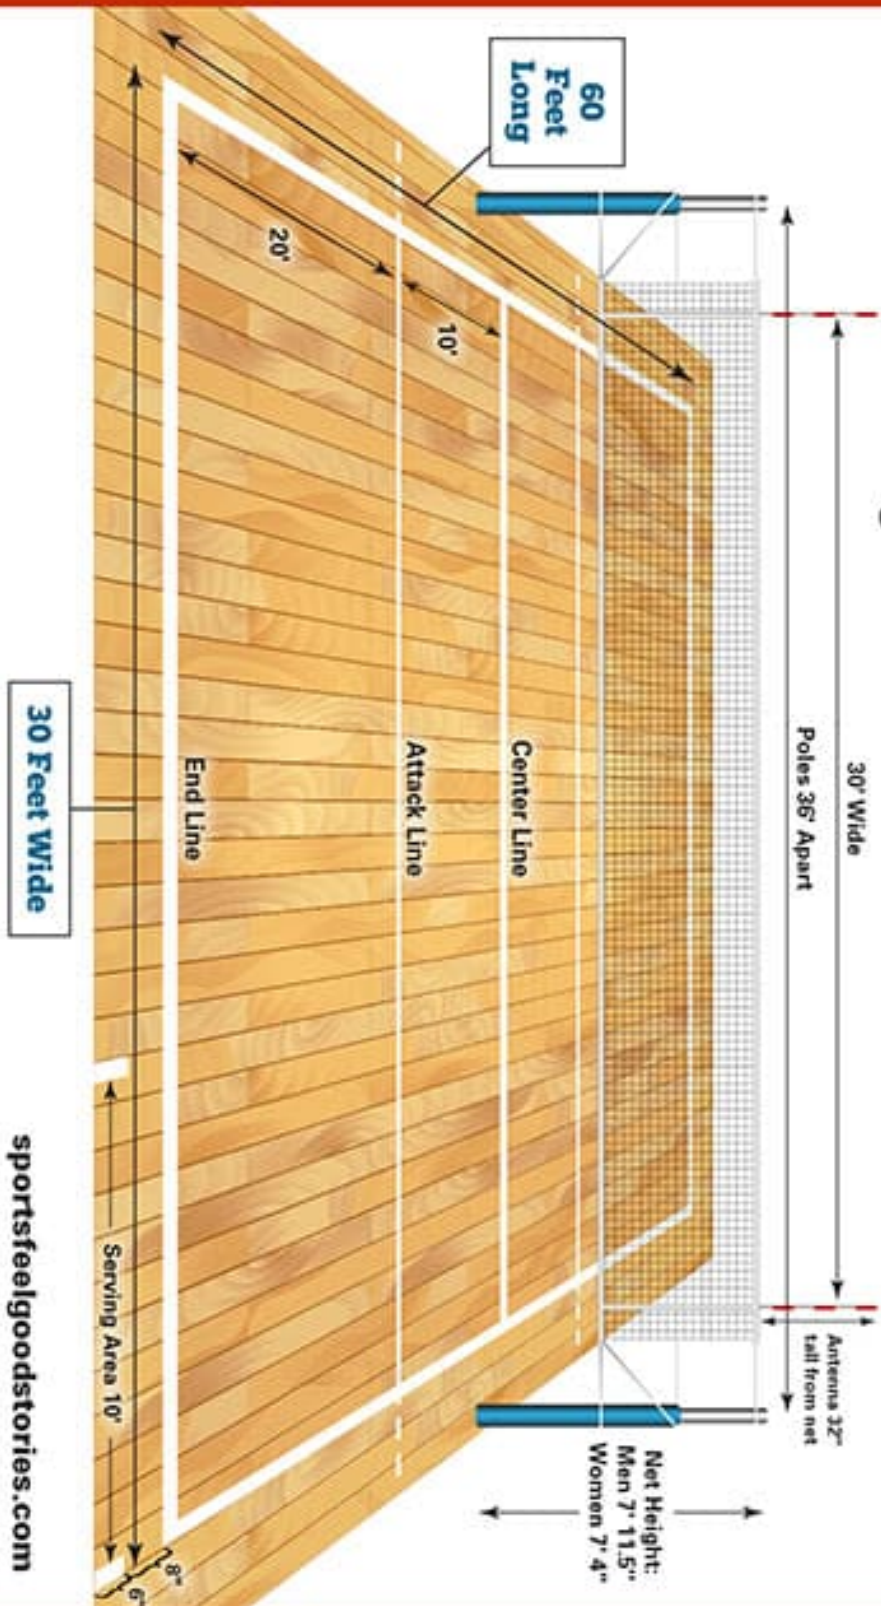 30' Wide
Poles 36' Apart
Antenna 32"
tall from net
Net Height:
Men 7' 11.5"
Women 7' 4"
60
Feet
Long
Center Line
10'
Attack Line
20'
End Line
8"
6"
Serving Area 10'
30 Feet Wide
sportsfeelgoodstories.com